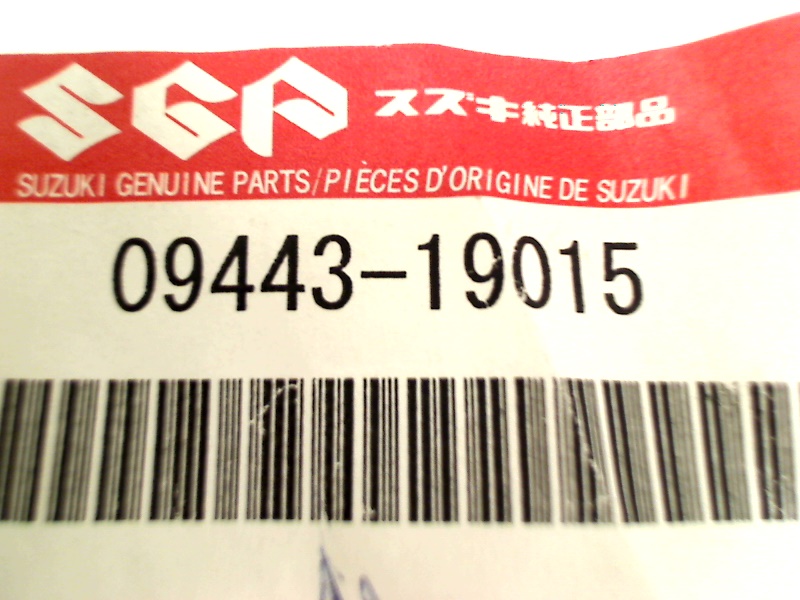 SGP スズキ純正部品
SUZUKI GENUINE PARTS/PIÈCES D'ORIGINE DE SUZUKI
09443-19015